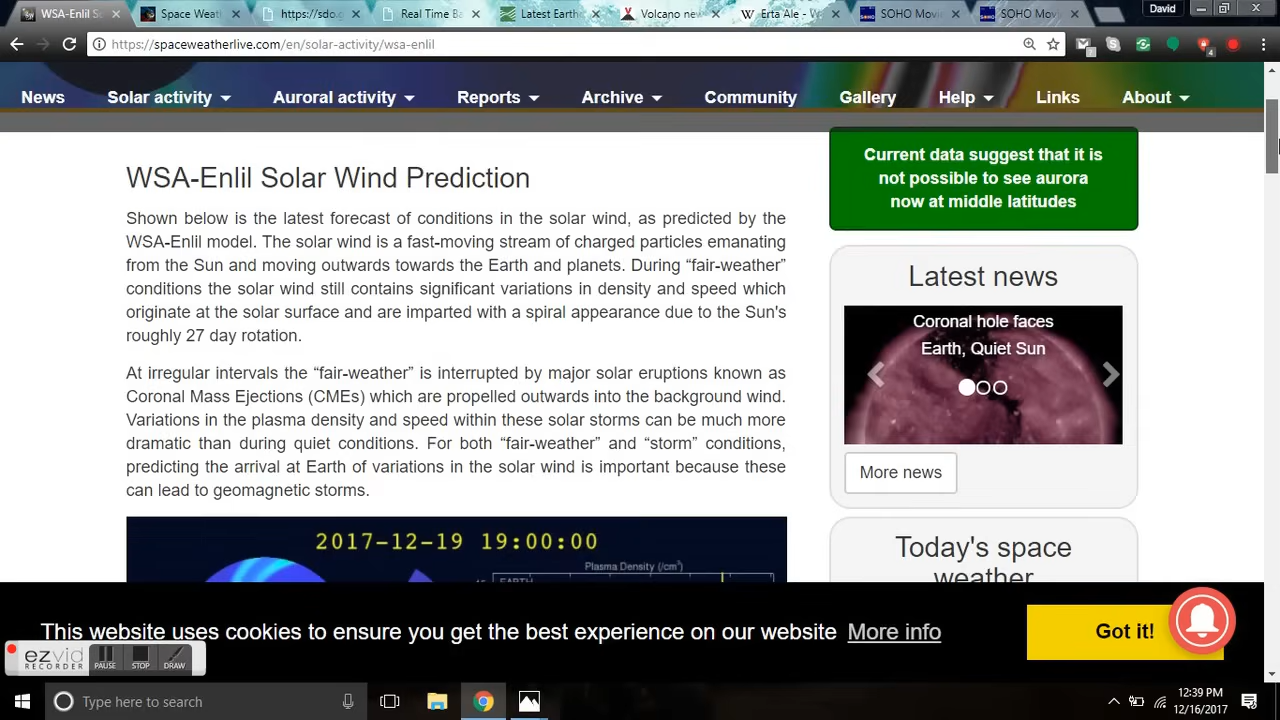 WSA-Enlil S
Space Weat
https://sdo.g
Real Time Ba
Latest Earth
Volcano new
Erta Ale - W
SOHO Movi
SOHO Mov
David
https://spaceweatherlive.com/en/solar-activity/wsa-enlil
News
Solar activity
Auroral activity
Reports
Archive
Community
Gallery
Help
Links
About
Current data suggest that it is
not possible to see aurora
now at middle latitudes
WSA-Enlil Solar Wind Prediction
Shown below is the latest forecast of conditions in the solar wind, as predicted by the
WSA-Enlil model. The solar wind is a fast-moving stream of charged particles emanating
from the Sun and moving outwards towards the Earth and planets. During “fair-weather”
conditions the solar wind still contains significant variations in density and speed which
originate at the solar surface and are imparted with a spiral appearance due to the Sun's
roughly 27 day rotation.
At irregular intervals the “fair-weather” is interrupted by major solar eruptions known as
Coronal Mass Ejections (CMEs) which are propelled outwards into the background wind.
Variations in the plasma density and speed within these solar storms can be much more
dramatic than during quiet conditions. For both “fair-weather” and “storm” conditions,
predicting the arrival at Earth of variations in the solar wind is important because these
can lead to geomagnetic storms.
Latest news
Coronal hole faces
Earth, Quiet Sun
More news
Today's space
weather
2017-12-19 19:00:00
Plasma Density (/cm³)
EARTH
This website uses cookies to ensure you get the best experience on our website More info
Got it!
ezvid
RECORDER
PAUSE
STOP
DRAW
Type here to search
12:39 PM
12/16/2017